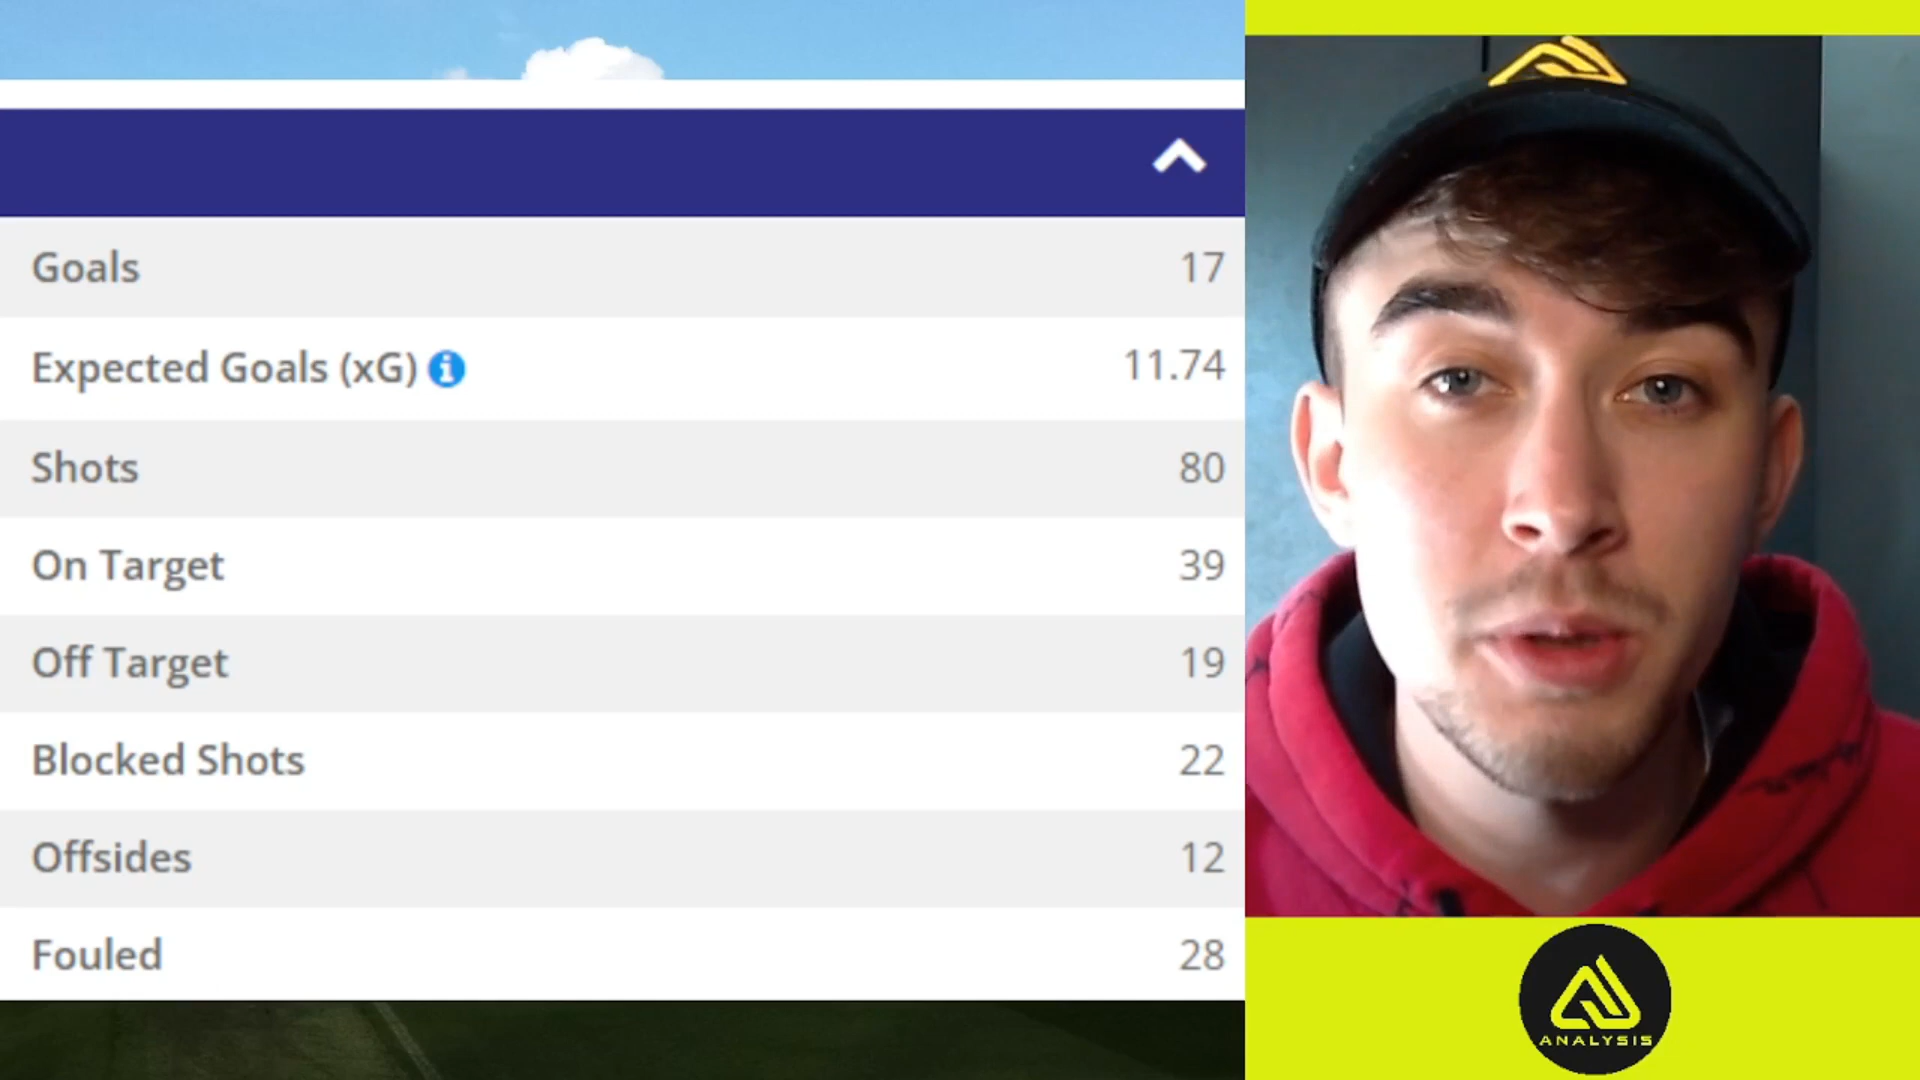 Goals 17
Expected Goals (xG) i 11.74
Shots 80
On Target 39
Off Target 19
Blocked Shots 22
Offsides 12
Fouled 28
ANALYSIS